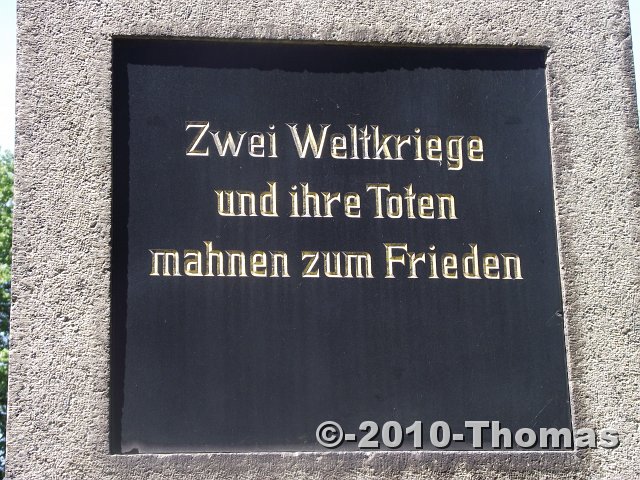 Zwei Weltkriege
und ihre Toten
mahnen zum Frieden
©-2010-Thomas